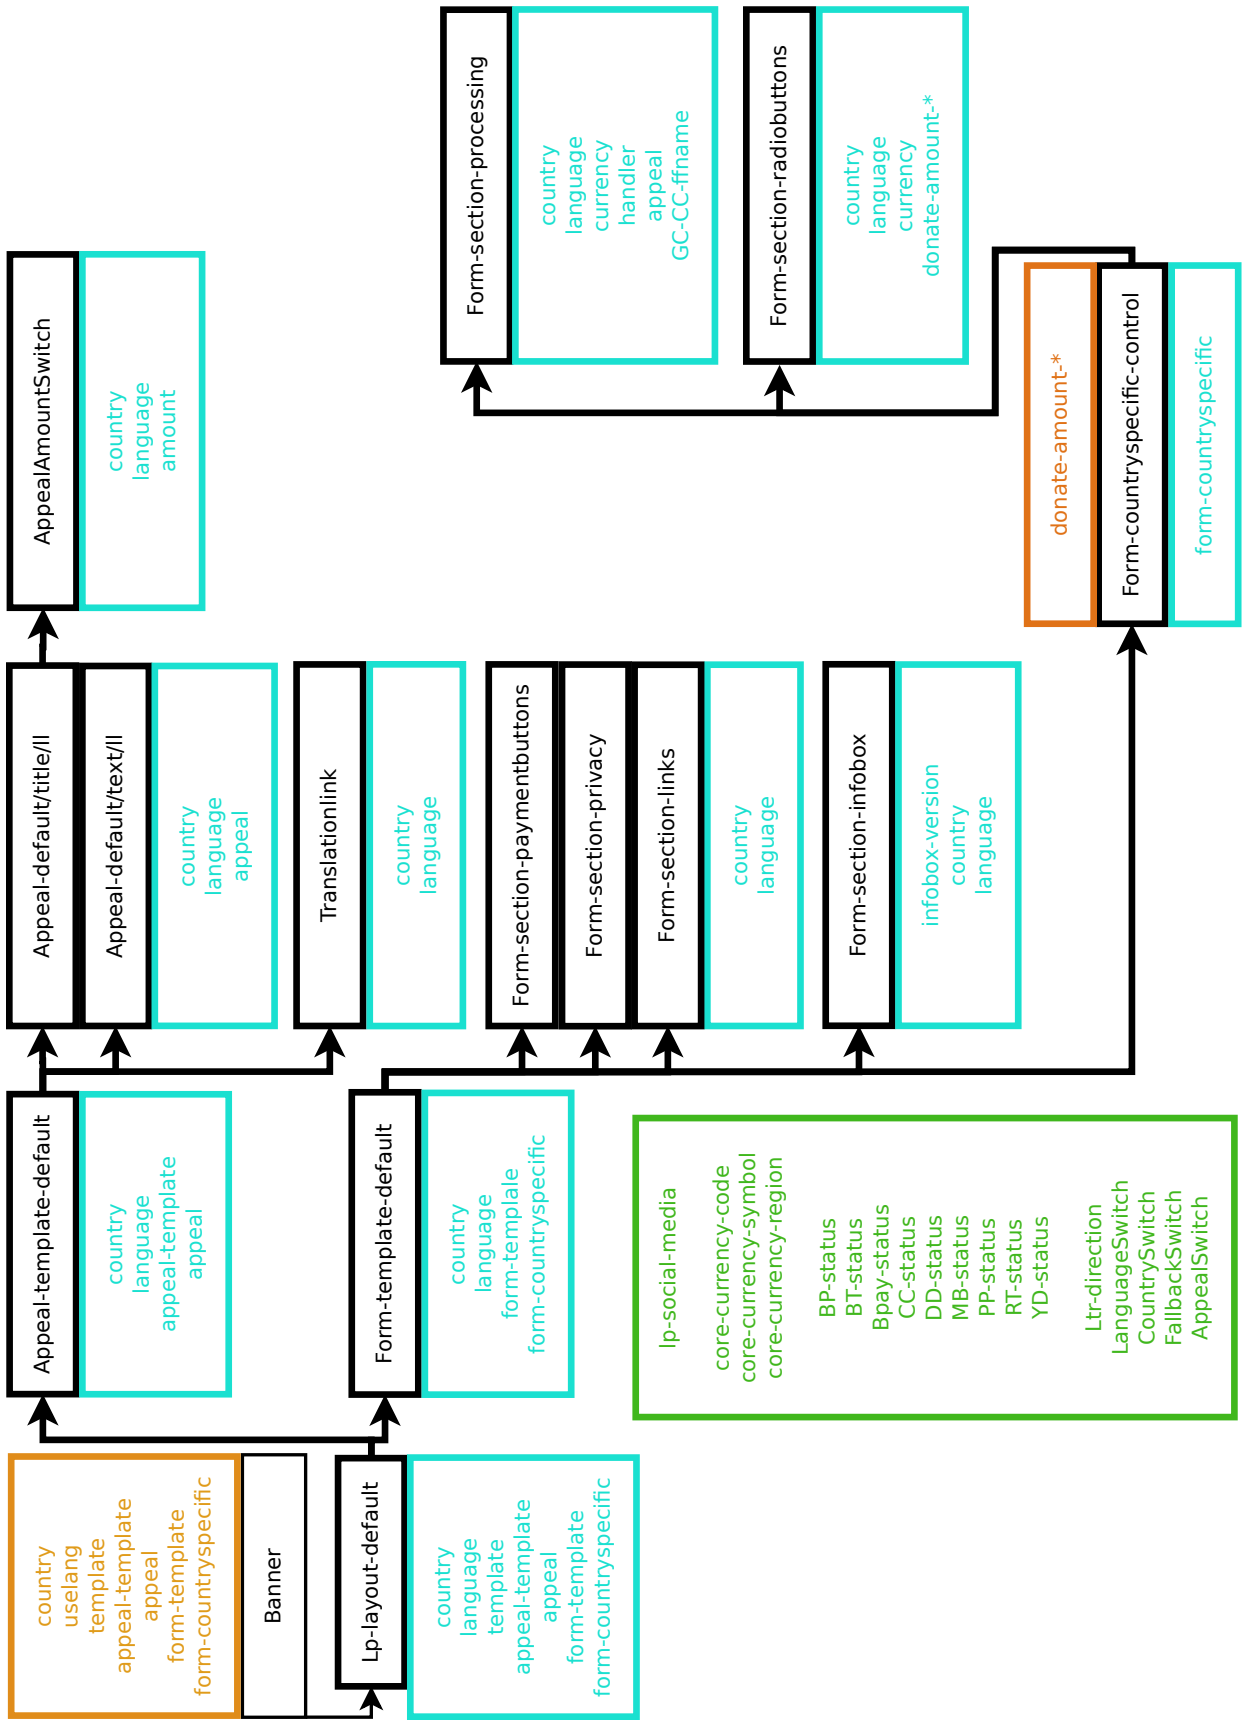 country
uselang
template
appeal-template
appeal
form-template
form-countryspecific
Banner
Lp-layout-default
country
language
template
appeal-template
appeal
form-template
form-countryspecific
Appeal-template-default
country
language
appeal-template
appeal
Form-template-default
country
language
form-templale
form-countryspecific
lp-social-media
core-currency-code
core-currency-symbol
core-currency-region
BP-status
BT-status
Bpay-status
CC-status
DD-status
MB-status
PP-status
RT-status
YD-status
Ltr-direction
LanguageSwitch
CountrySwitch
FallbackSwitch
AppealSwitch
Appeal-default/title/ll
Appeal-default/text/ll
country
language
appeal
Translationlink
country
language
Form-section-paymentbuttons
Form-section-privacy
Form-section-links
country
language
Form-section-infobox
infobox-version
country
language
AppealAmountSwitch
country
language
amount
donate-amount-*
Form-countryspecific-control
form-countryspecific
Form-section-processing
country
language
currency
handler
appeal
GC-CC-ffname
Form-section-radiobuttons
country
language
currency
donate-amount-*